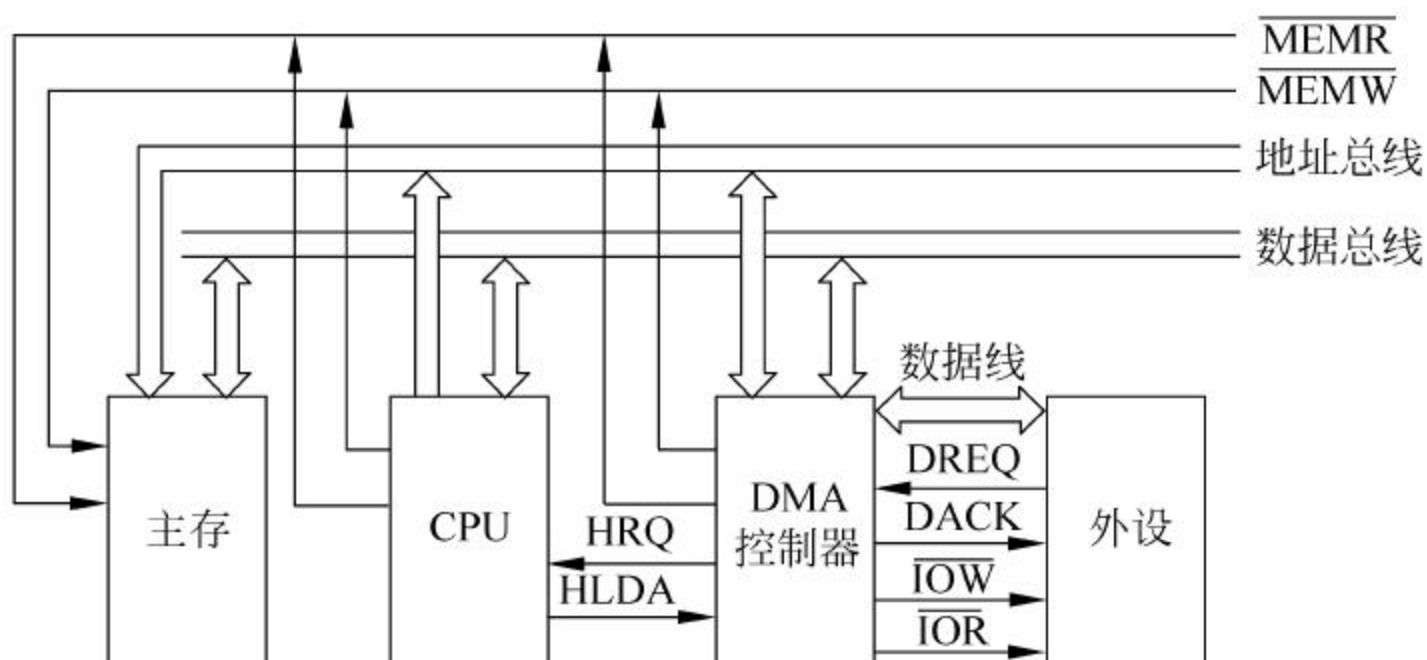 MEMR
MEMW
地址总线
数据总线
数据线
DREQ
DACK
IOW
IOR
HRQ
HLDA
主存
CPU
DMA
控制器
外设